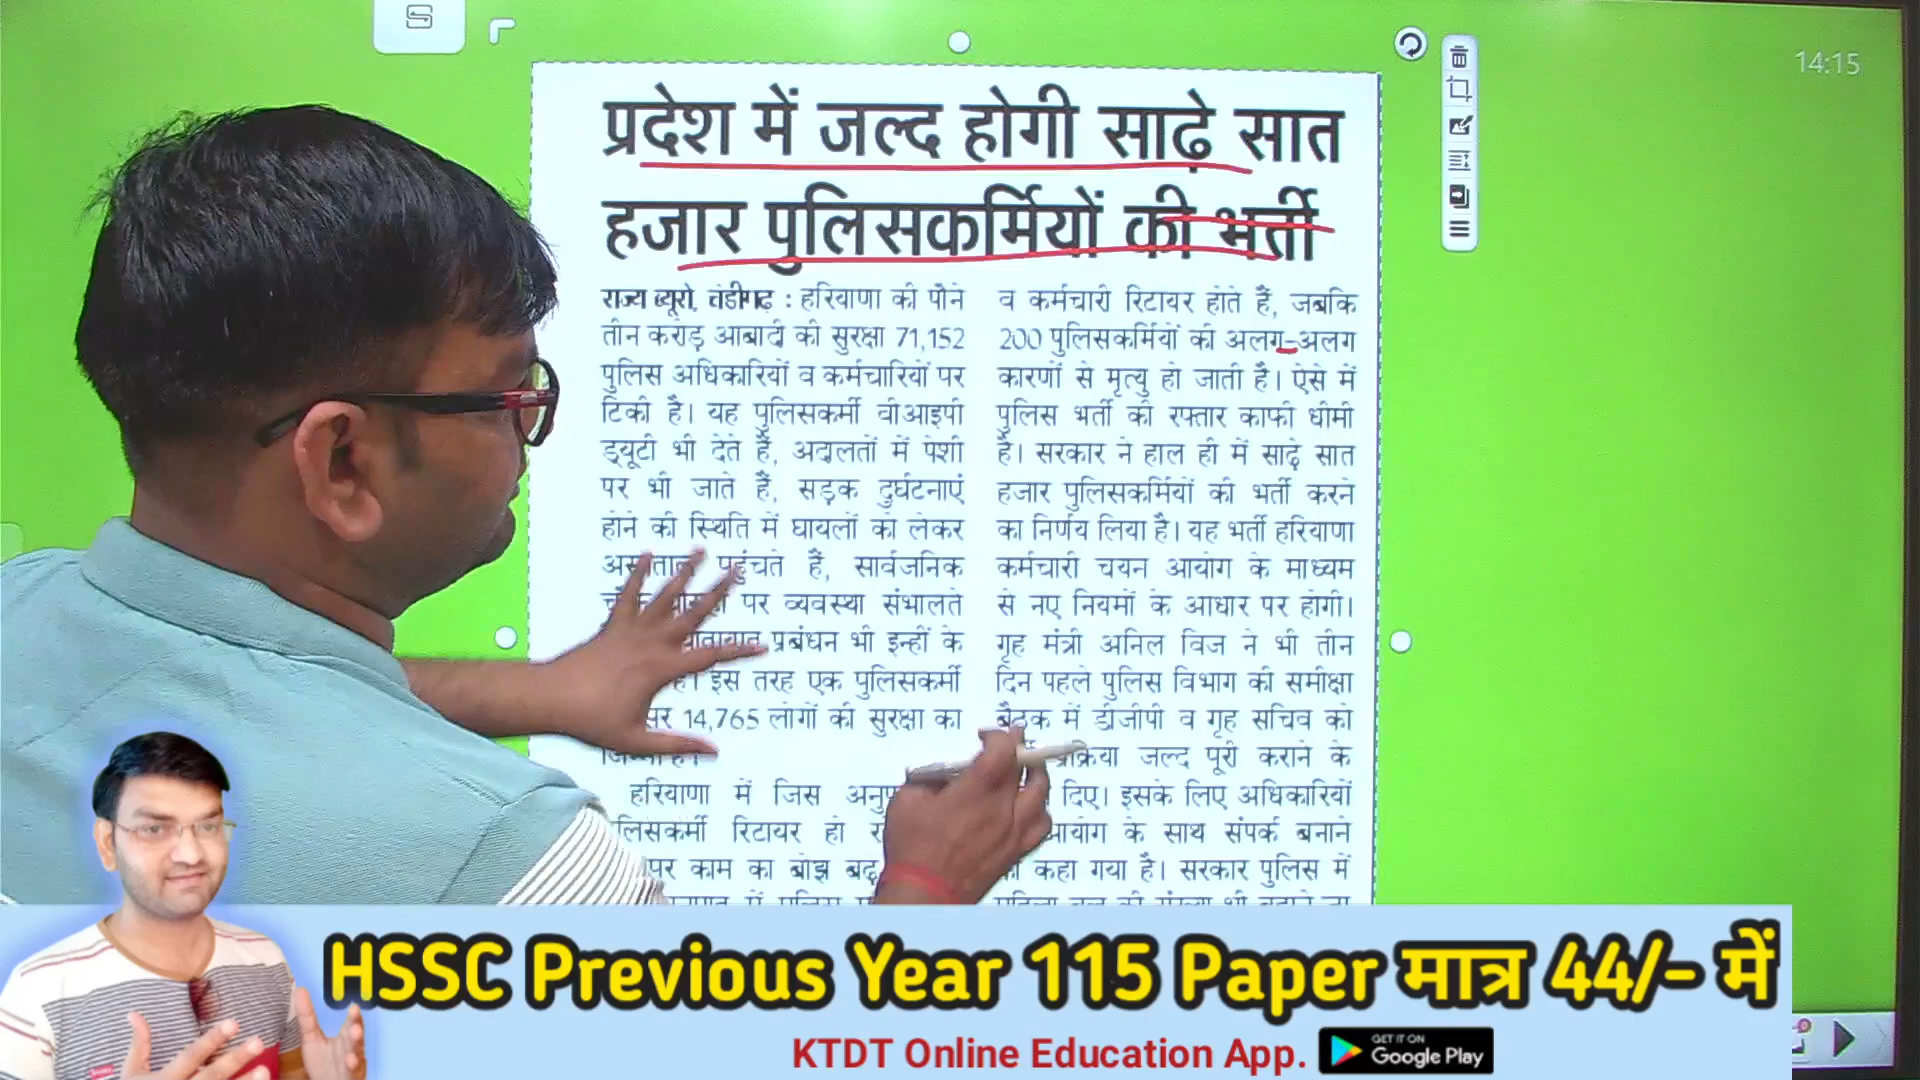 14:15
प्रदेश में जल्द होगी साढ़े सात
हजार पुलिसकर्मियों की भर्ती
राज्य ब्यूरो, चंडीगढ़ : हरियाणा की पौने
तीन करोड़ आबादी की सुरक्षा 71,152
पुलिस अधिकारियों व कर्मचारियों पर
टिकी है। यह पुलिसकर्मी वीआइपी
ड्यूटी भी देते हैं, अदालतों में पेशी
पर भी जाते हैं, सड़क दुर्घटनाएं
होने की स्थिति में घायलों को लेकर
पहुंचते हैं, सार्वजनिक
पर व्यवस्था संभालते
यातायात प्रबंधन भी इन्हीं के
इस तरह एक पुलिसकर्मी
पर 14,765 लोगों की सुरक्षा का
हरियाणा में जिस
रिटायर हो
पर काम का बोझ बढ़
व कर्मचारी रिटायर होते हैं, जबकि
200 पुलिसकर्मियों की अलग-अलग
कारणों से मृत्यु हो जाती है। ऐसे में
पुलिस भर्ती की रफ्तार काफी धीमी
है। सरकार ने हाल ही में साढ़े सात
हजार पुलिसकर्मियों की भर्ती करने
का निर्णय लिया है। यह भर्ती हरियाणा
कर्मचारी चयन आयोग के माध्यम
से नए नियमों के आधार पर होगी।
गृह मंत्री अनिल विज ने भी तीन
दिन पहले पुलिस विभाग की समीक्षा
बैठक में डीजीपी व गृह सचिव को
प्रक्रिया जल्द पूरी कराने के
दिए। इसके लिए अधिकारियों
आयोग के साथ संपर्क बनाने
को कहा गया है। सरकार पुलिस में
HSSC Previous Year 115 Paper मात्र 44/- में
KTDT Online Education App.
GET IT ON
Google Play